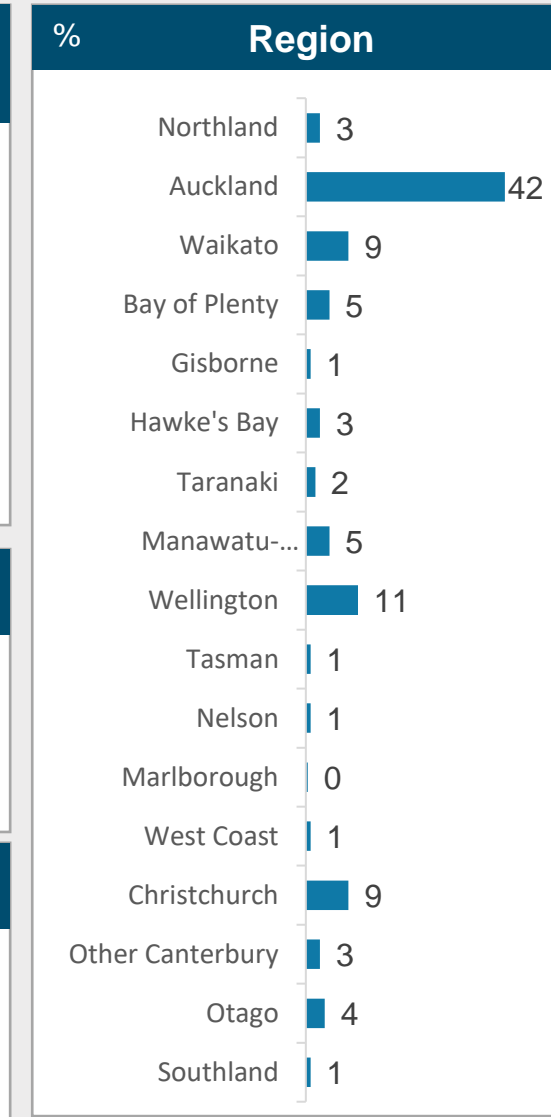 % Region
Northland 3
Auckland 42
Waikato 9
Bay of Plenty 5
Gisborne 1
Hawke's Bay 3
Taranaki 2
Manawatu-... 5
Wellington 11
Tasman 1
Nelson 1
Marlborough 0
West Coast 1
Christchurch 9
Other Canterbury 3
Otago 4
Southland 1